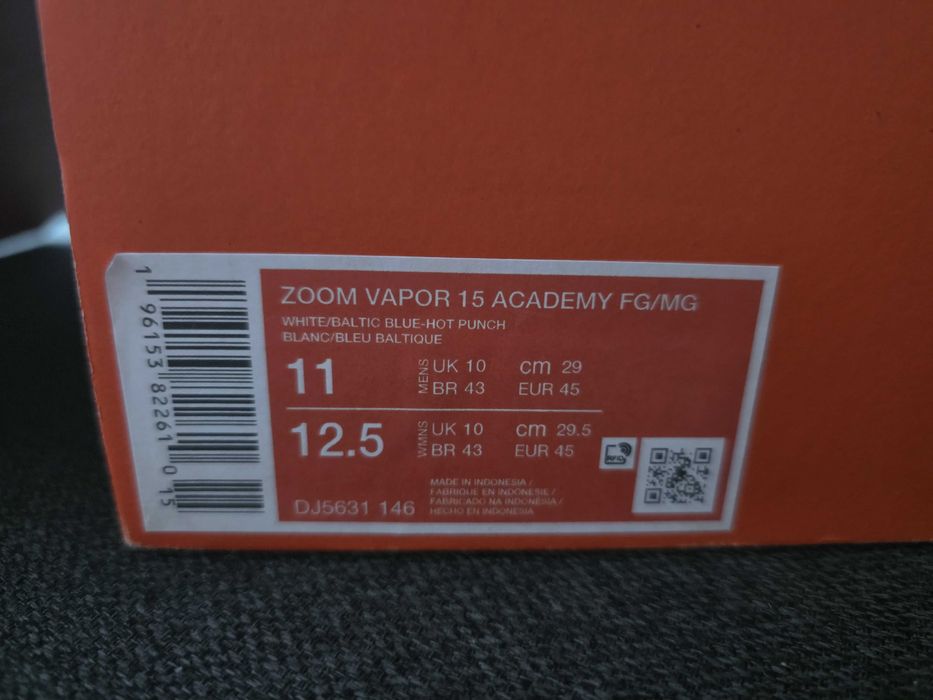 ZOOM VAPOR 15 ACADEMY FG/MG
WHITE/BALTIC BLUE-HOT PUNCH
BLANC/BLEU BALTIQUE
11 MENS UK 10 cm 29
BR 43 EUR 45
12.5 WMNS UK 10 cm 29.5
BR 43 EUR 45
RFID
DJ5631 146
MADE IN INDONESIA /
FABRIQUE EN INDONESIE /
FABRICADO NA INDONESIA /
HECHO EN INDONESIA
1 96153 82261 0 15